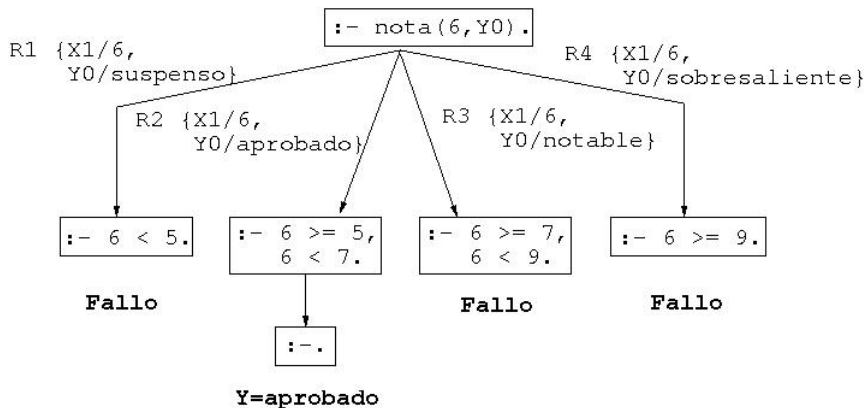 :- nota(6,Y0).
R1 {X1/6,
Y0/suspenso}
R2 {X1/6,
Y0/aprobado}
R3 {X1/6,
Y0/notable}
R4 {X1/6,
Y0/sobresaliente}
:- 6 < 5.
Fallo
:- 6 >= 5,
6 < 7.
:-.
Y=aprobado
:- 6 >= 7,
6 < 9.
Fallo
:- 6 >= 9.
Fallo